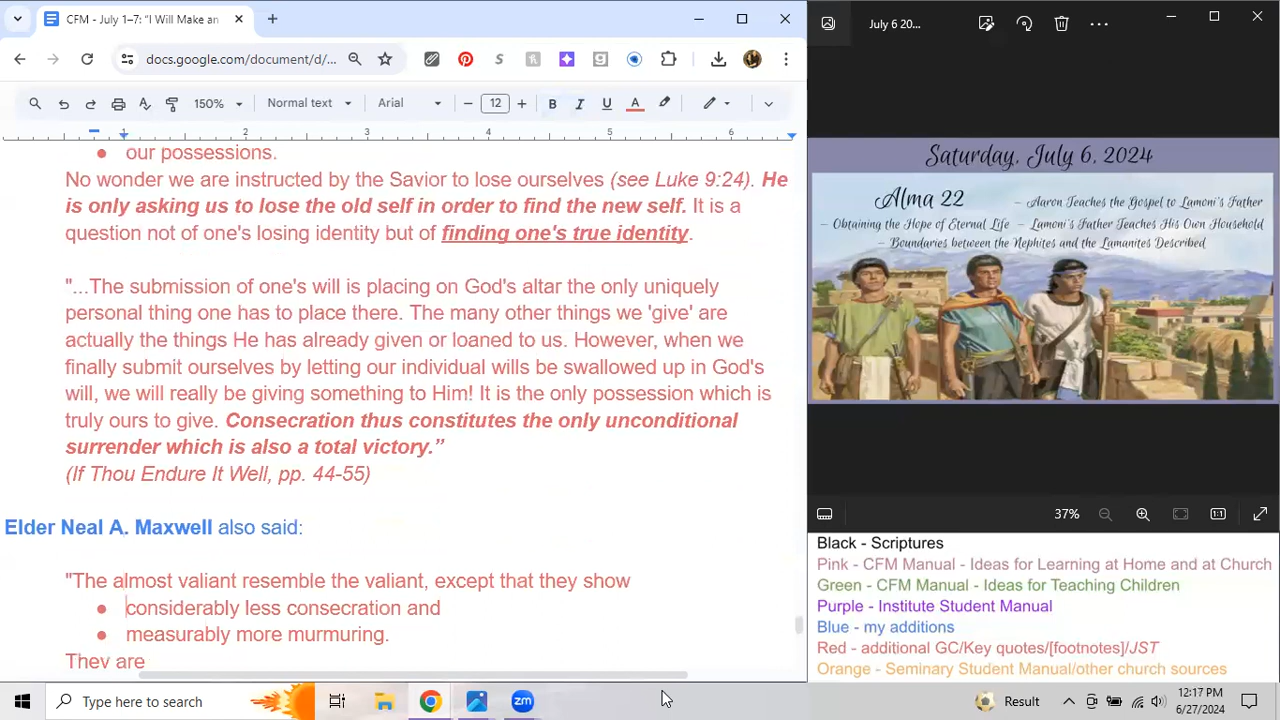 CFM - July 1–7: "I Will Make an
docs.google.com/document/d/...
150%
Normal text
Arial
12
B
I
U
A
1
2
3
4
5
6
our possessions.
No wonder we are instructed by the Savior to lose ourselves (see Luke 9:24). He
is only asking us to lose the old self in order to find the new self. It is a
question not of one's losing identity but of finding one's true identity.
"...The submission of one's will is placing on God's altar the only uniquely
personal thing one has to place there. The many other things we 'give' are
actually the things He has already given or loaned to us. However, when we
finally submit ourselves by letting our individual wills be swallowed up in God's
will, we will really be giving something to Him! It is the only possession which is
truly ours to give. Consecration thus constitutes the only unconditional
surrender which is also a total victory.”
(If Thou Endure It Well, pp. 44-55)
Elder Neal A. Maxwell also said:
"The almost valiant resemble the valiant, except that they show
considerably less consecration and
measurably more murmuring.
They are
July 6 20...
Saturday, July 6, 2024
Alma 22
– Aaron Teaches the Gospel to Lamoni's Father
– Obtaining the Hope of Eternal Life – Lamoni's Father Teaches His Own Household
– Boundaries between the Nephites and the Lamanites Described
37%
1:1
Black - Scriptures
Pink - CFM Manual - Ideas for Learning at Home and at Church
Green - CFM Manual - Ideas for Teaching Children
Purple - Institute Student Manual
Blue - my additions
Red - additional GC/Key quotes/[footnotes]/JST
Orange - Seminary Student Manual/other church sources
Type here to search
zm
Result
12:17 PM
6/27/2024